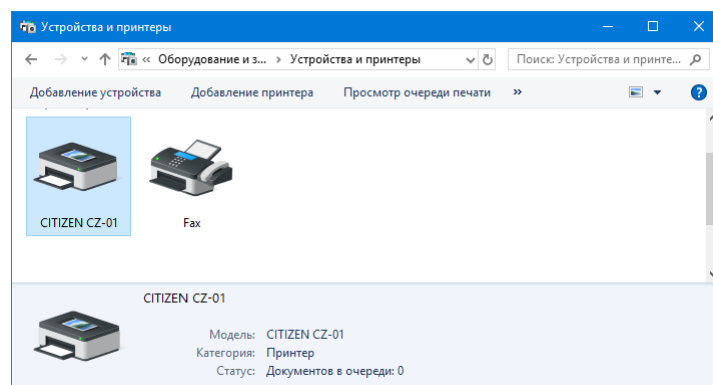 Устройства и принтеры
« Оборудование и з... › Устройства и принтеры
Поиск: Устройства и принте...
Добавление устройства Добавление принтера Просмотр очереди печати »
CITIZEN CZ-01 Fax
CITIZEN CZ-01
Модель: CITIZEN CZ-01
Категория: Принтер
Статус: Документов в очереди: 0